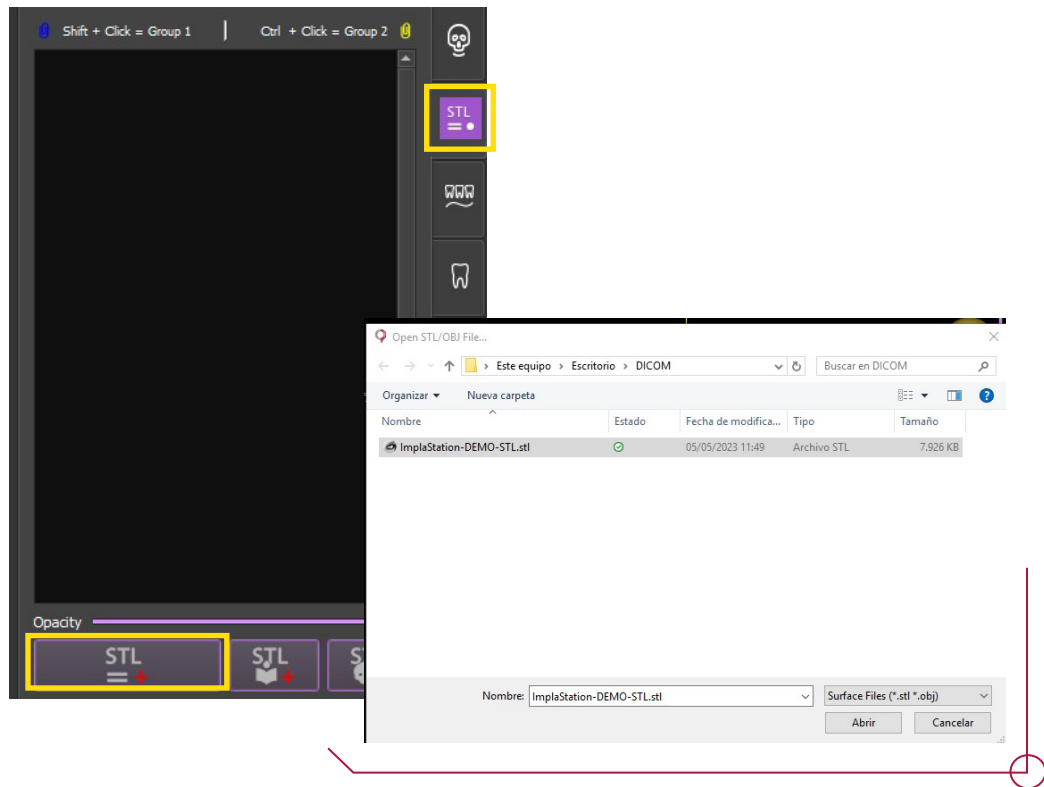 Shift + Click = Group 1 | Ctrl + Click = Group 2
STL
Opacity
STL
STL
Open STL/OBJ File...
Este equipo > Escritorio > DICOM
Buscar en DICOM
Organizar
Nueva carpeta
Nombre Estado Fecha de modifica... Tipo Tamaño
ImplaStation-DEMO-STL.stl 05/05/2023 11:49 Archivo STL 7.926 KB
Nombre: ImplaStation-DEMO-STL.stl Surface Files (*.stl *.obj)
Abrir Cancelar